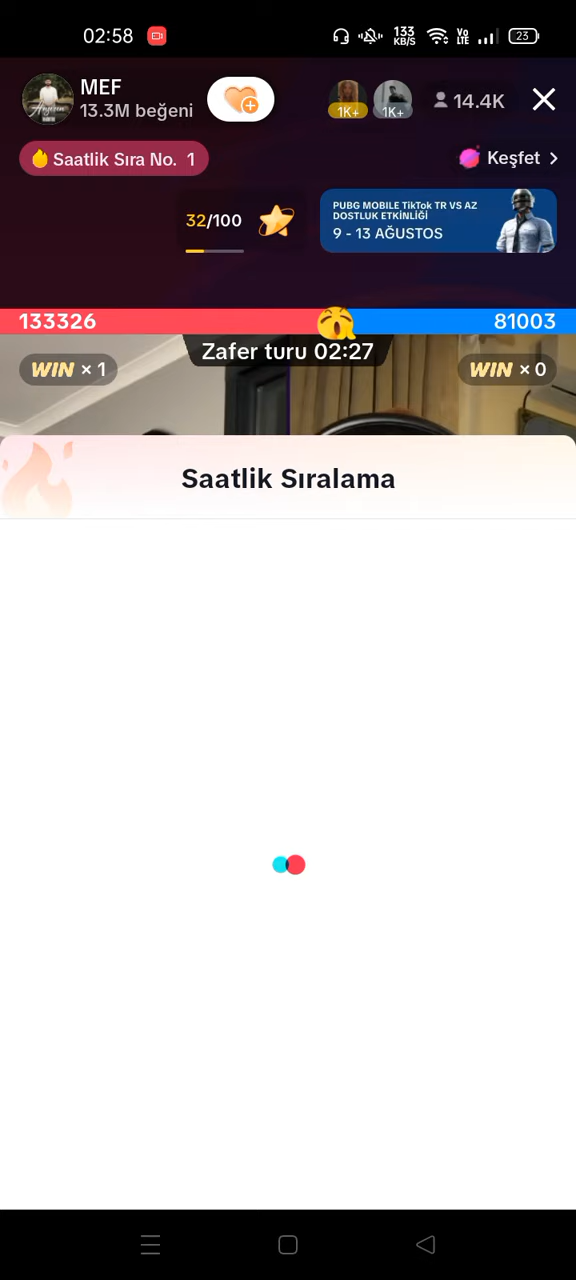 02:58
133
KB/S
Vo
LTE
23
MEF
13.3M beğeni
1K+
1K+
14.4K
Saatlik Sıra No. 1
Keşfet
32/100
PUBG MOBILE TikTok TR VS AZ
DOSTLUK ETKİNLİĞİ
9 - 13 AĞUSTOS
133326
81003
Zafer turu 02:27
WIN × 1
WIN × 0
Saatlik Sıralama